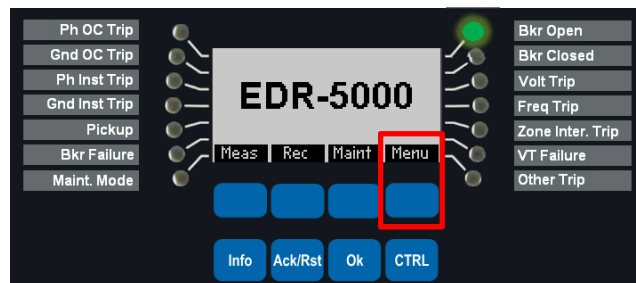 Ph OC Trip
Gnd OC Trip
Ph Inst Trip
Gnd Inst Trip
Pickup
Bkr Failure
Maint. Mode
EDR-5000
Meas Rec Maint Menu
Bkr Open
Bkr Closed
Volt Trip
Freq Trip
Zone Inter. Trip
VT Failure
Other Trip
Info Ack/Rst Ok CTRL